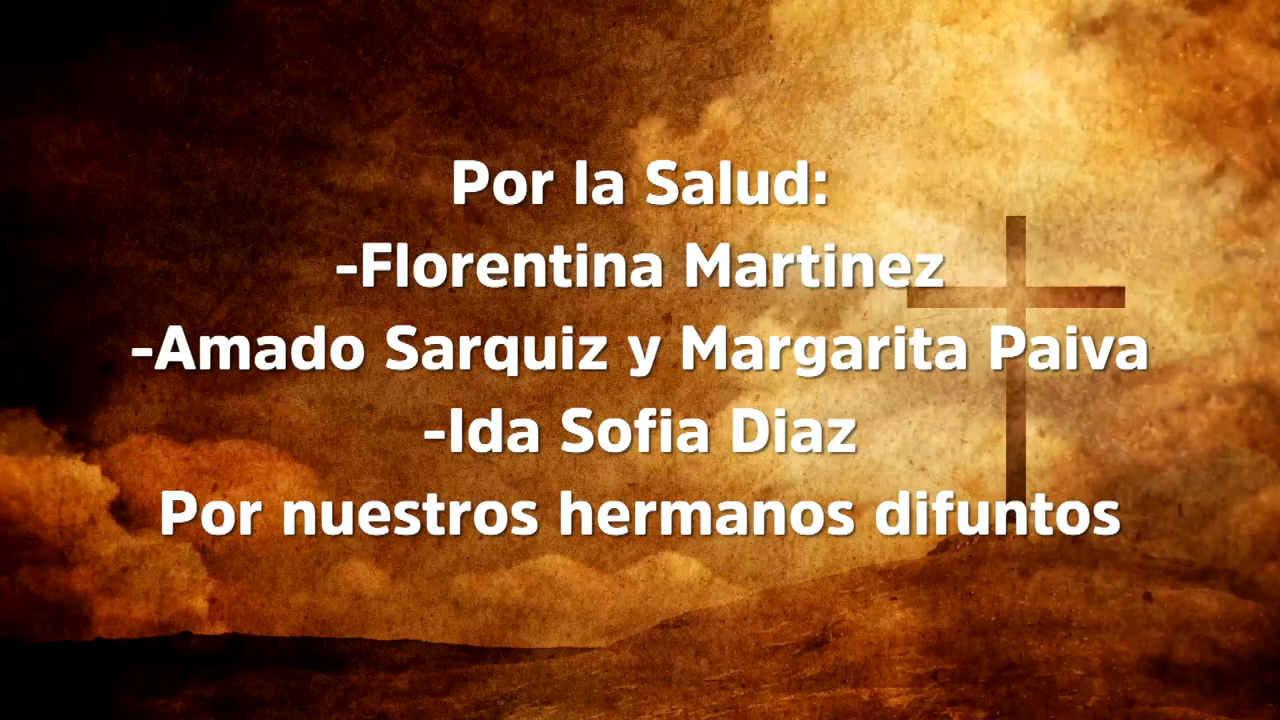 Por la Salud:
-Florentina Martinez
-Amado Sarquiz y Margarita Paiva
-Ida Sofia Diaz
Por nuestros hermanos difuntos